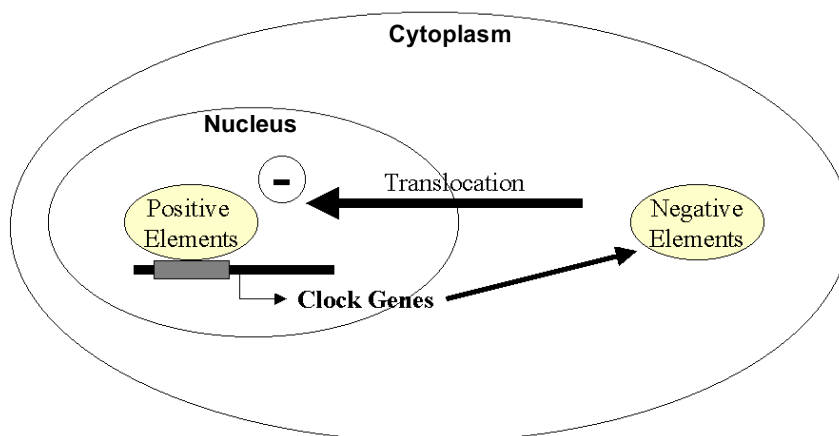 Cytoplasm
Nucleus
-
Translocation
Positive
Elements
Negative
Elements
Clock Genes